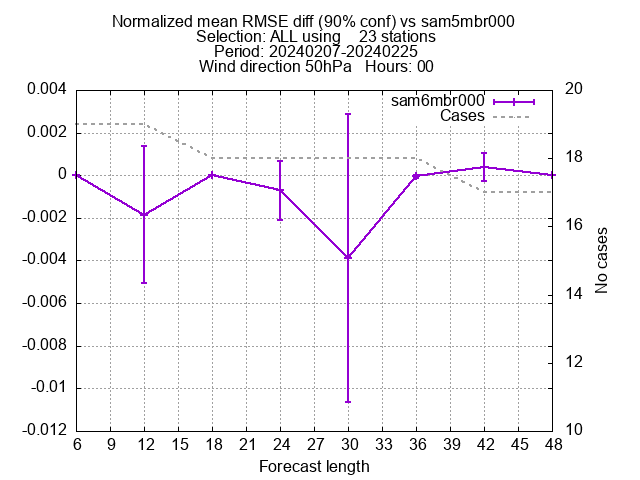 Normalized mean RMSE diff (90% conf) vs sam5mbr000
Selection: ALL using    23 stations
Period: 20240207-20240225
Wind direction 50hPa   Hours: 00
sam6mbr000
Cases
0.004
0.002
0
-0.002
-0.004
-0.006
-0.008
-0.01
-0.012
20
18
16
14
12
10
No cases
6 9 12 15 18 21 24 27 30 33 36 39 42 45 48
Forecast length